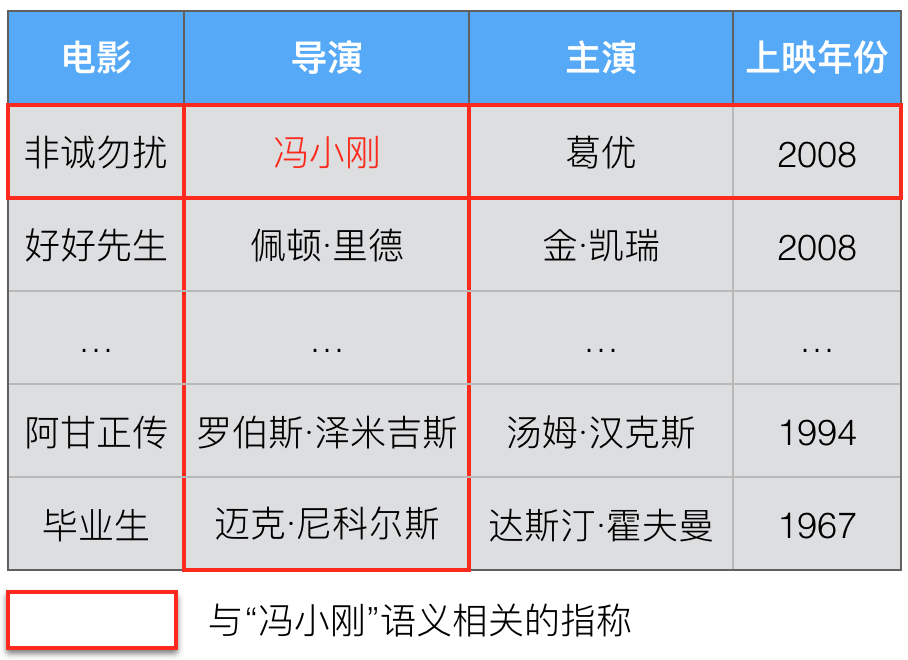 电影 导演 主演 上映年份
非诚勿扰 冯小刚 葛优 2008
好好先生 佩顿·里德 金·凯瑞 2008
… … … …
阿甘正传 罗伯斯·泽米吉斯 汤姆·汉克斯 1994
毕业生 迈克·尼科尔斯 达斯汀·霍夫曼 1967
与“冯小刚”语义相关的指称